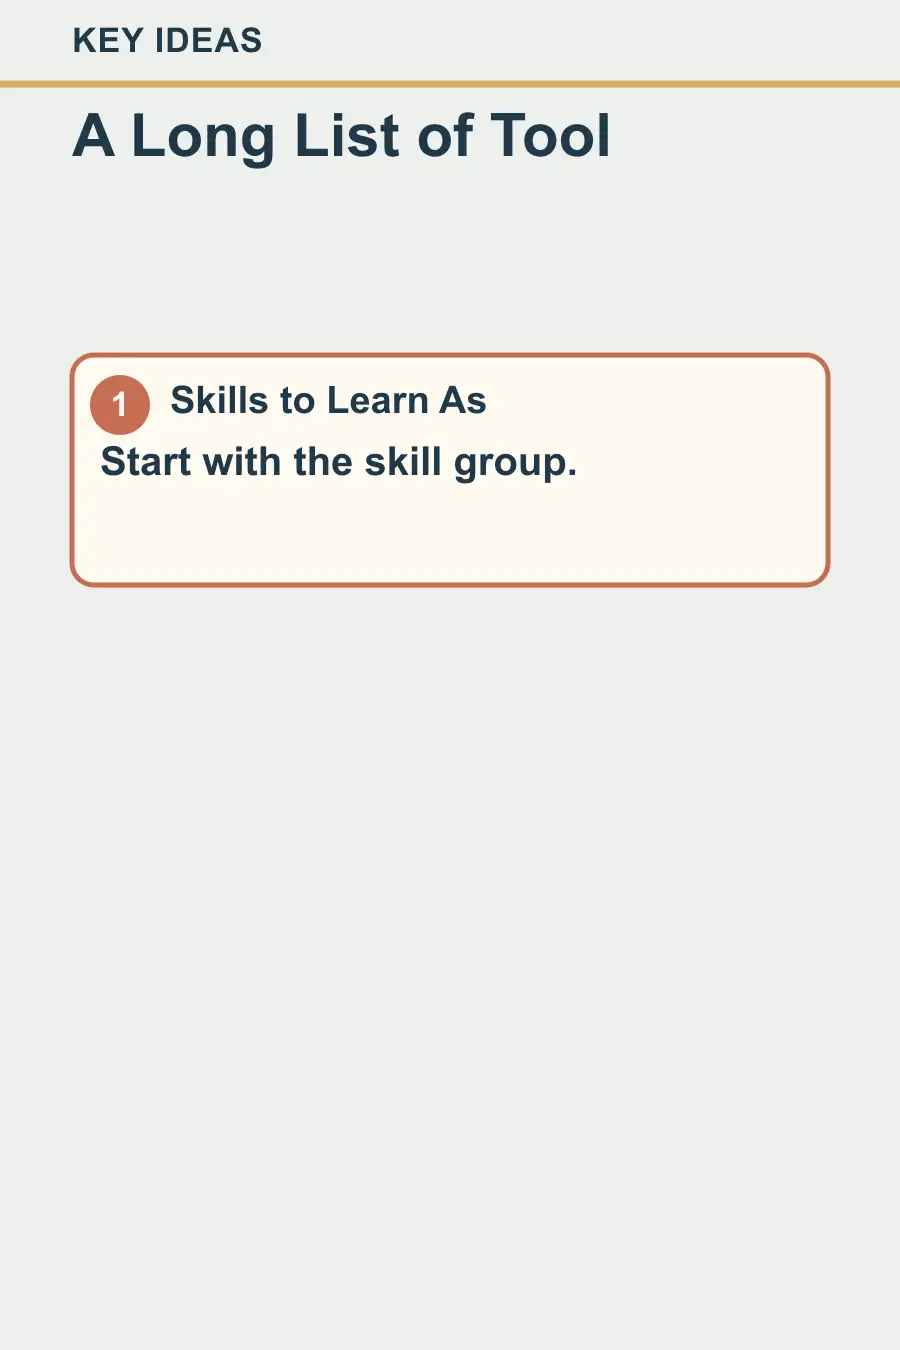 KEY IDEAS
A Long List of Tool
1 Skills to Learn As
Start with the skill group.